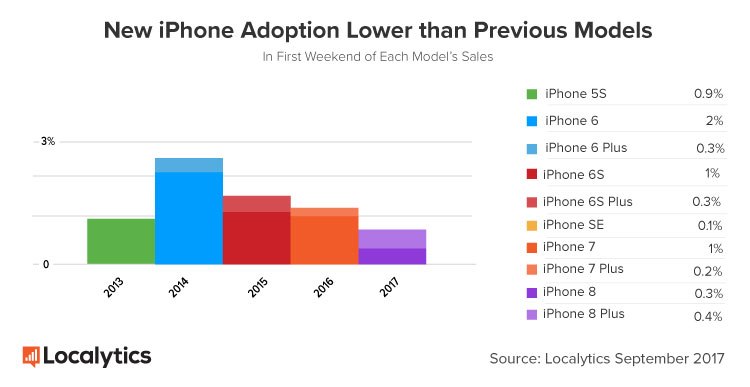 New iPhone Adoption Lower than Previous Models
In First Weekend of Each Model's Sales
3%
0
2013
2014
2015
2016
2017
iPhone 5S 0.9%
iPhone 6 2%
iPhone 6 Plus 0.3%
iPhone 6S 1%
iPhone 6S Plus 0.3%
iPhone SE 0.1%
iPhone 7 1%
iPhone 7 Plus 0.2%
iPhone 8 0.3%
iPhone 8 Plus 0.4%
Localytics
Source: Localytics September 2017